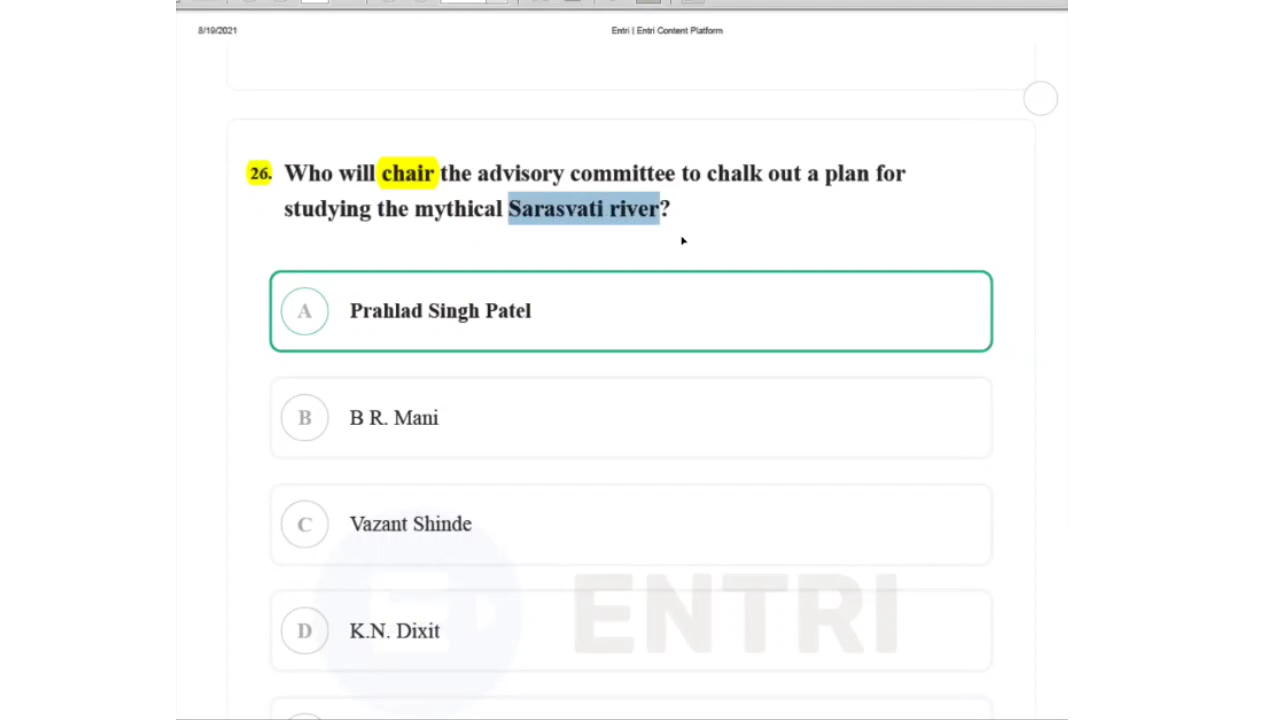 8/19/2021
Entri | Entri Content Platform
26. Who will chair the advisory committee to chalk out a plan for
studying the mythical Sarasvati river?
A Prahlad Singh Patel
B B R. Mani
C Vazant Shinde
D K.N. Dixit
ENTRI